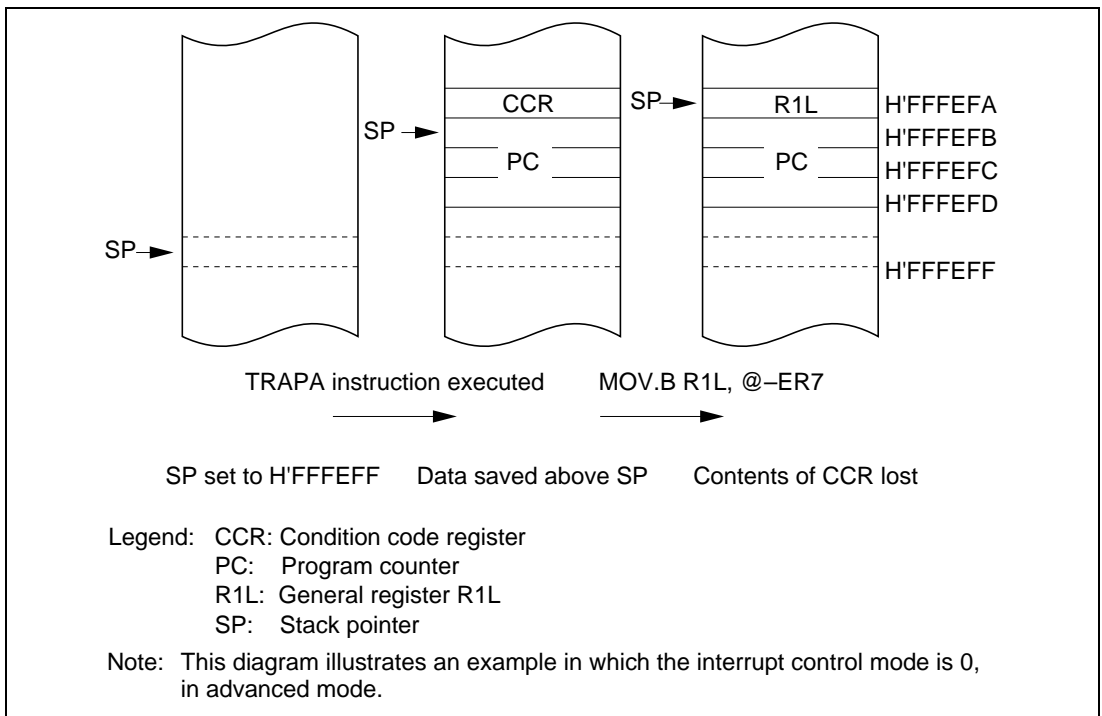 CCR
SP
R1L
H'FFFEFA
SP
H'FFFEFB
PC
PC
H'FFFEFC
H'FFFEFD
SP
H'FFFEFF
TRAPA instruction executed
MOV.B R1L, @–ER7
SP set to H'FFFEFF
Data saved above SP
Contents of CCR lost
Legend: CCR: Condition code register
PC: Program counter
R1L: General register R1L
SP: Stack pointer
Note: This diagram illustrates an example in which the interrupt control mode is 0,
in advanced mode.